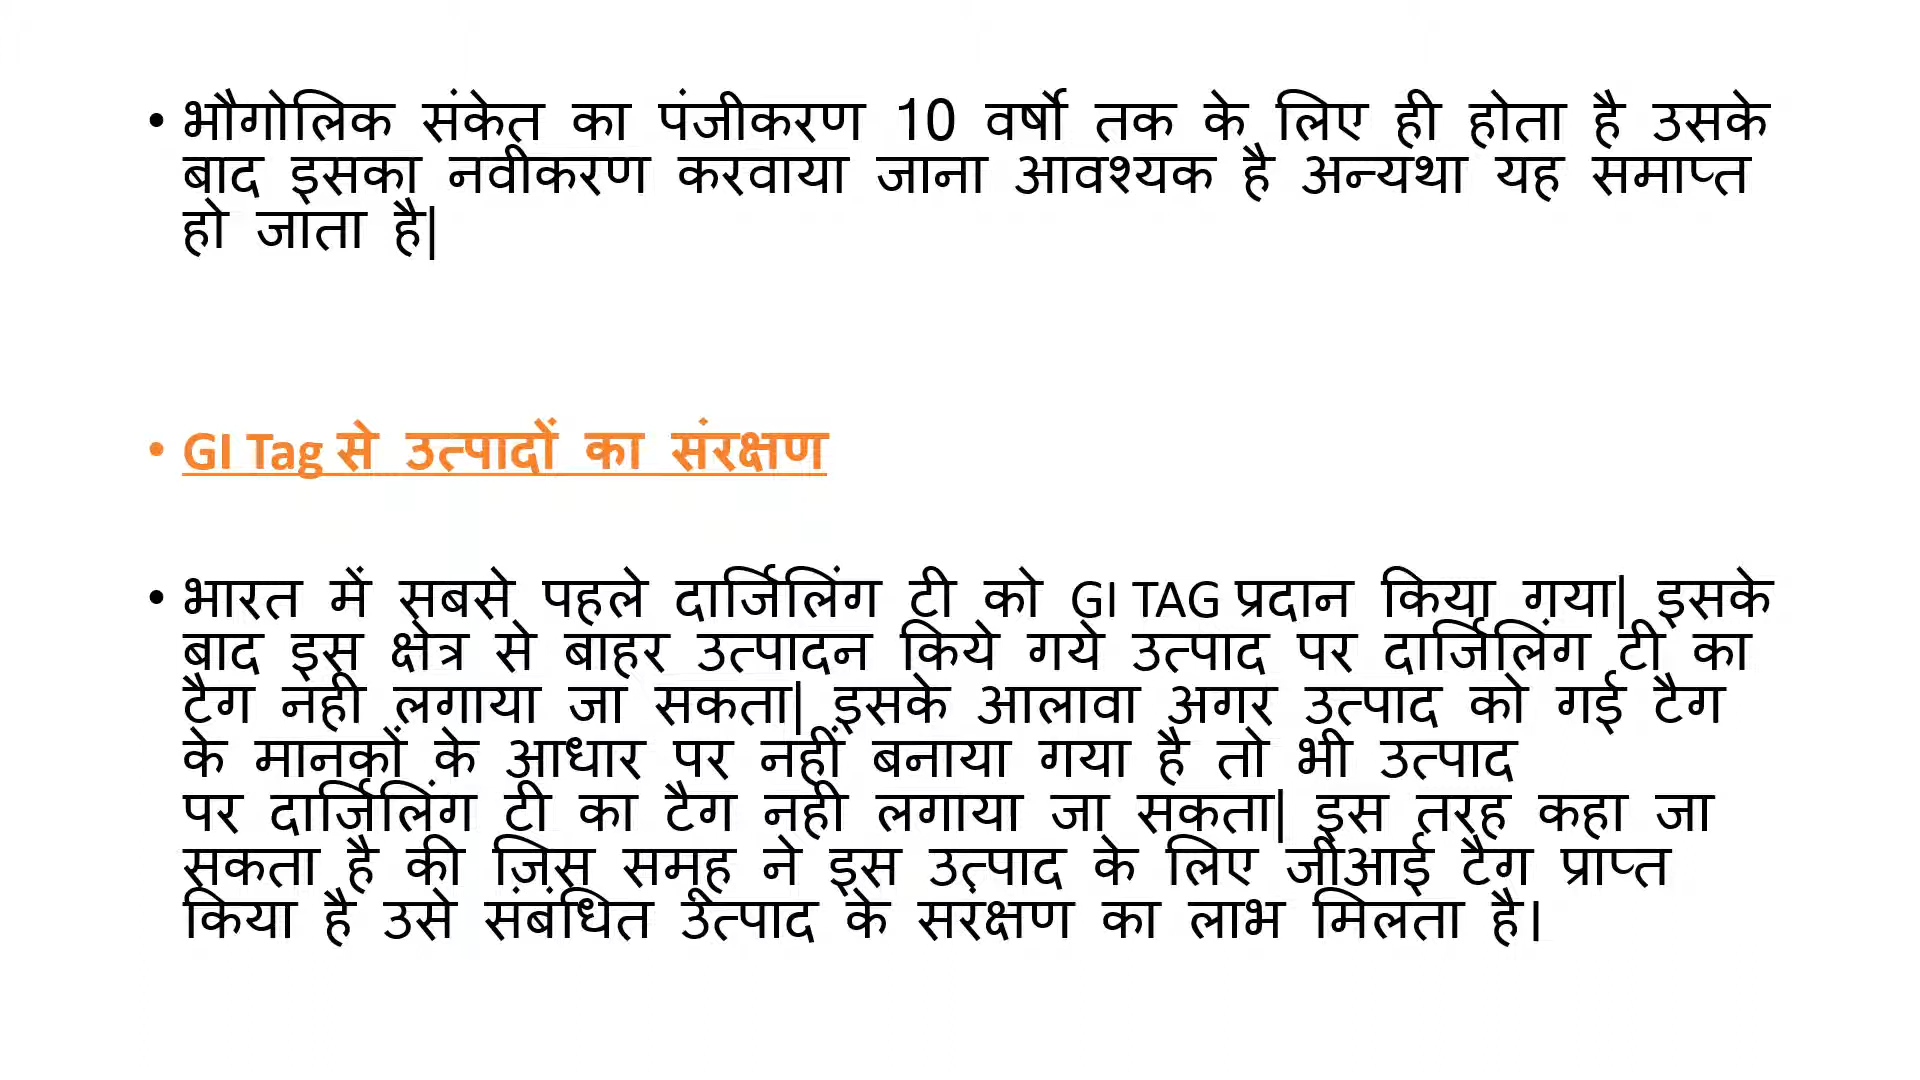 • भौगोलिक संकेत का पंजीकरण 10 वर्षो तक के लिए ही होता है उसके
बाद इसका नवीकरण करवाया जाना आवश्यक है अन्यथा यह समाप्त
हो जाता है|
• GI Tag से उत्पादों का संरक्षण
• भारत में सबसे पहले दार्जिलिंग टी को GI TAG प्रदान किया गया| इसके
बाद इस क्षेत्र से बाहर उत्पादन किये गये उत्पाद पर दार्जिलिंग टी का
टैग नही लगाया जा सकता| इसके आलावा अगर उत्पाद को गई टैग
के मानकों के आधार पर नहीं बनाया गया है तो भी उत्पाद
पर दार्जिलिंग टी का टैग नही लगाया जा सकता| इस तरह कहा जा
सकता है की जिस समूह ने इस उत्पाद के लिए जीआई टैग प्राप्त
किया है उसे संबंधित उत्पाद के सरंक्षण का लाभ मिलता है।